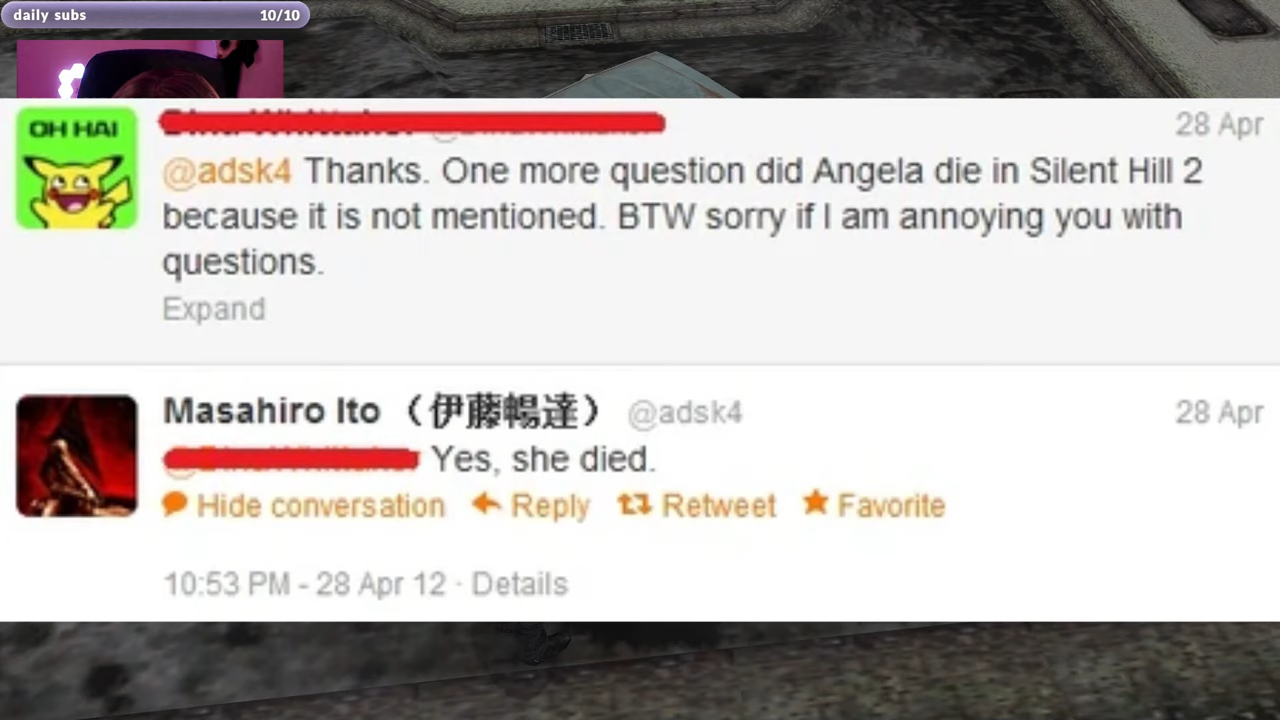 daily subs 10/10
OH HAI
28 Apr
@adsk4 Thanks. One more question did Angela die in Silent Hill 2
because it is not mentioned. BTW sorry if I am annoying you with
questions.
Expand
Masahiro Ito （伊藤暢達） @adsk4 28 Apr
Yes, she died.
Hide conversation Reply Retweet Favorite
10:53 PM - 28 Apr 12 · Details